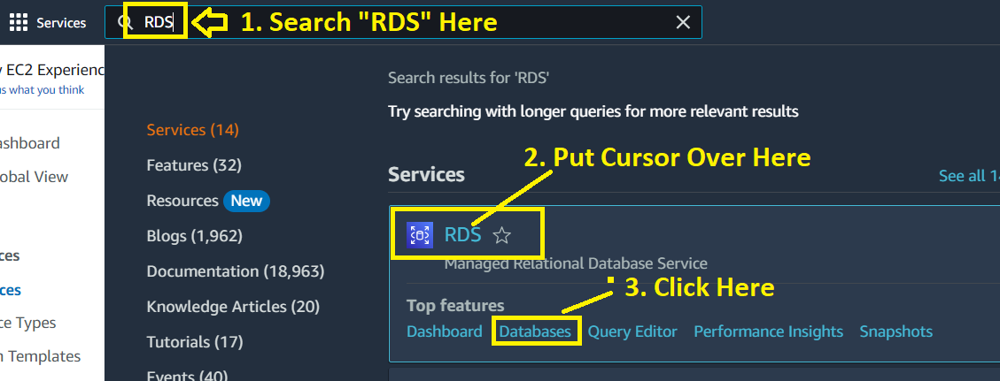 Services
RDS
1. Search "RDS" Here
EC2 Experienc
us what you think
ashboard
obal View
ces
ces
ce Types
Templates
Services (14)
Features (32)
Resources New
Blogs (1,962)
Documentation (18,963)
Knowledge Articles (20)
Tutorials (17)
Events (40)
Search results for 'RDS'
Try searching with longer queries for more relevant results
2. Put Cursor Over Here
Services
See all 14
RDS
Managed Relational Database Service
3. Click Here
Top features
Dashboard Databases Query Editor Performance Insights Snapshots